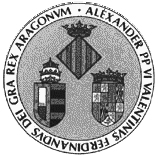 ALEXANDER PP VI VALENTINVS FERDINANDVS DEI GRA REX ARAGONVM